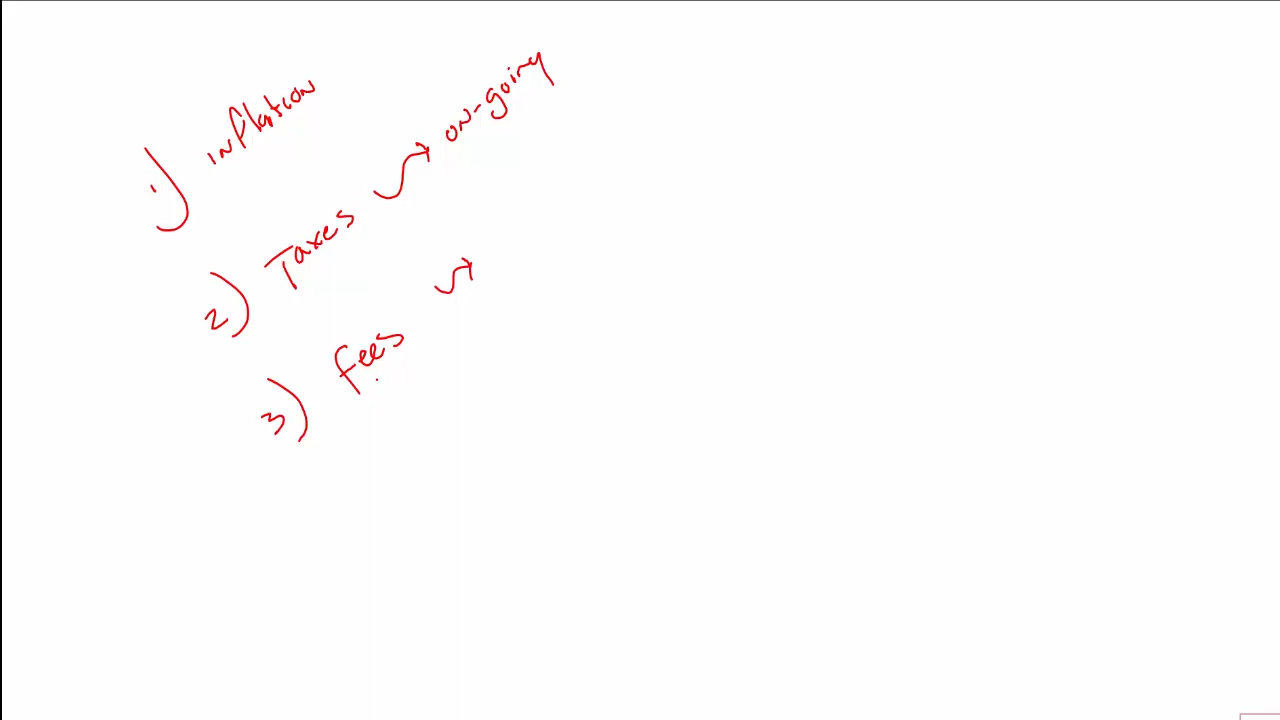 1) inflation
2) Taxes → on-going
3) fees →